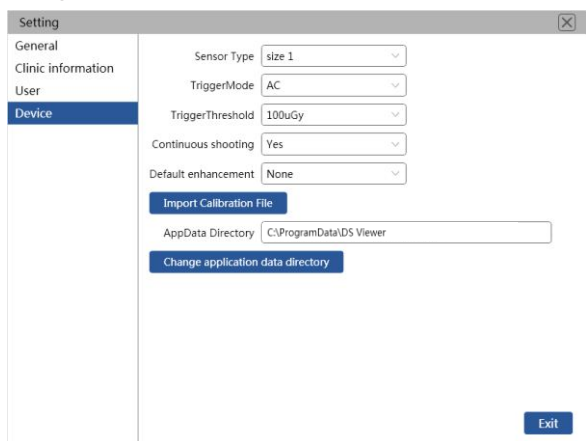 Setting
General
Clinic information
User
Device
Sensor Type size 1
TriggerMode AC
TriggerThreshold 100uGy
Continuous shooting Yes
Default enhancement None
Import Calibration File
AppData Directory C:\ProgramData\DS Viewer
Change application data directory
Exit